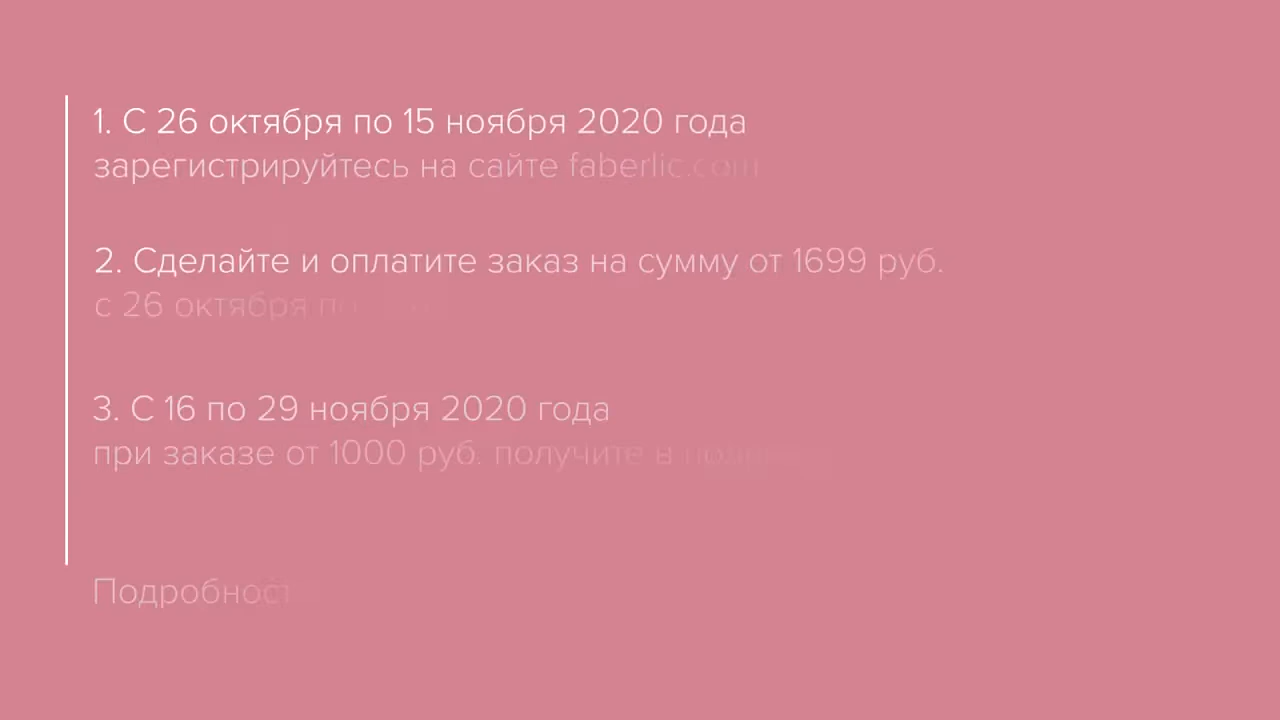 1. С 26 октября по 15 ноября 2020 года
зарегистрируйтесь на сайте faberlic.com
2. Сделайте и оплатите заказ на сумму от 1699 руб.
с 26 октября по
3. С 16 по 29 ноября 2020 года
при заказе от 1000 руб. получите в